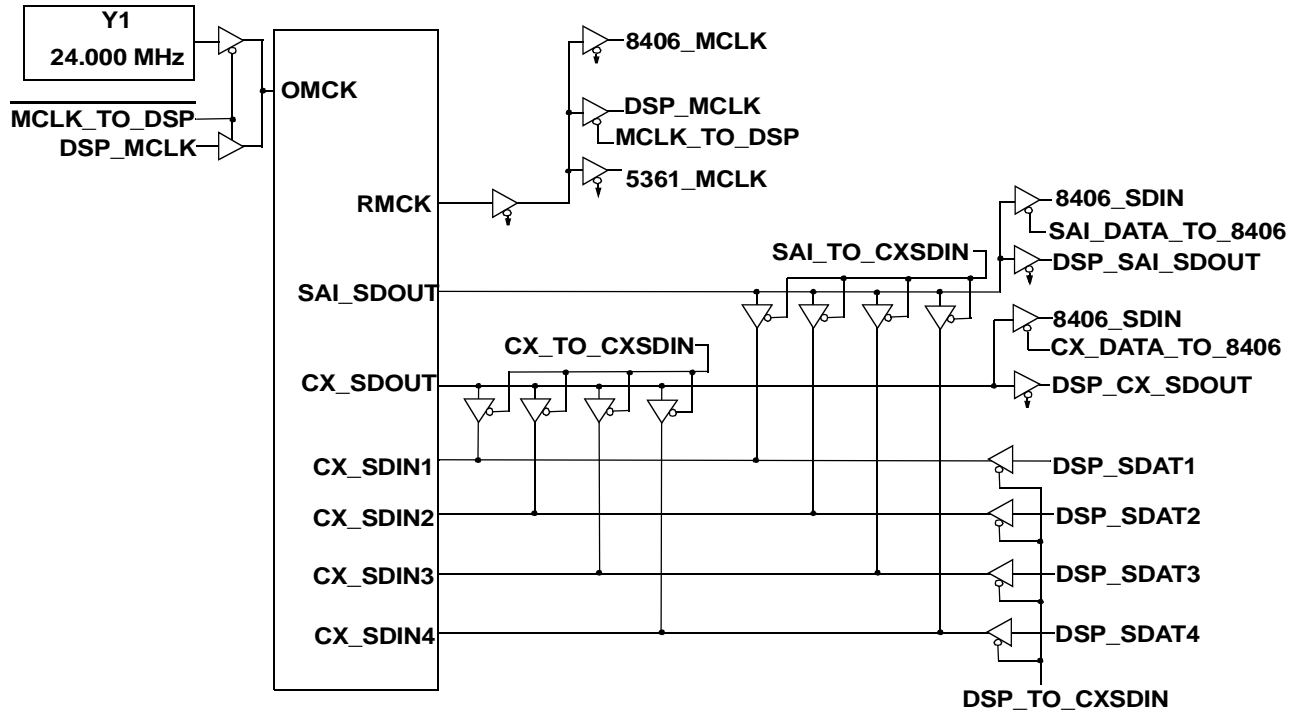 Y1
24.000 MHz
MCLK_TO_DSP
DSP_MCLK
OMCK
8406_MCLK
DSP_MCLK
MCLK_TO_DSP
5361_MCLK
RMCK
8406_SDIN
SAI_DATA_TO_8406
SAI_TO_CXSDIN
DSP_SAI_SDOUT
SAI_SDOUT
8406_SDIN
CX_TO_CXSDIN
CX_DATA_TO_8406
CX_SDOUT
DSP_CX_SDOUT
CX_SDIN1
DSP_SDAT1
CX_SDIN2
DSP_SDAT2
CX_SDIN3
DSP_SDAT3
CX_SDIN4
DSP_SDAT4
DSP_TO_CXSDIN